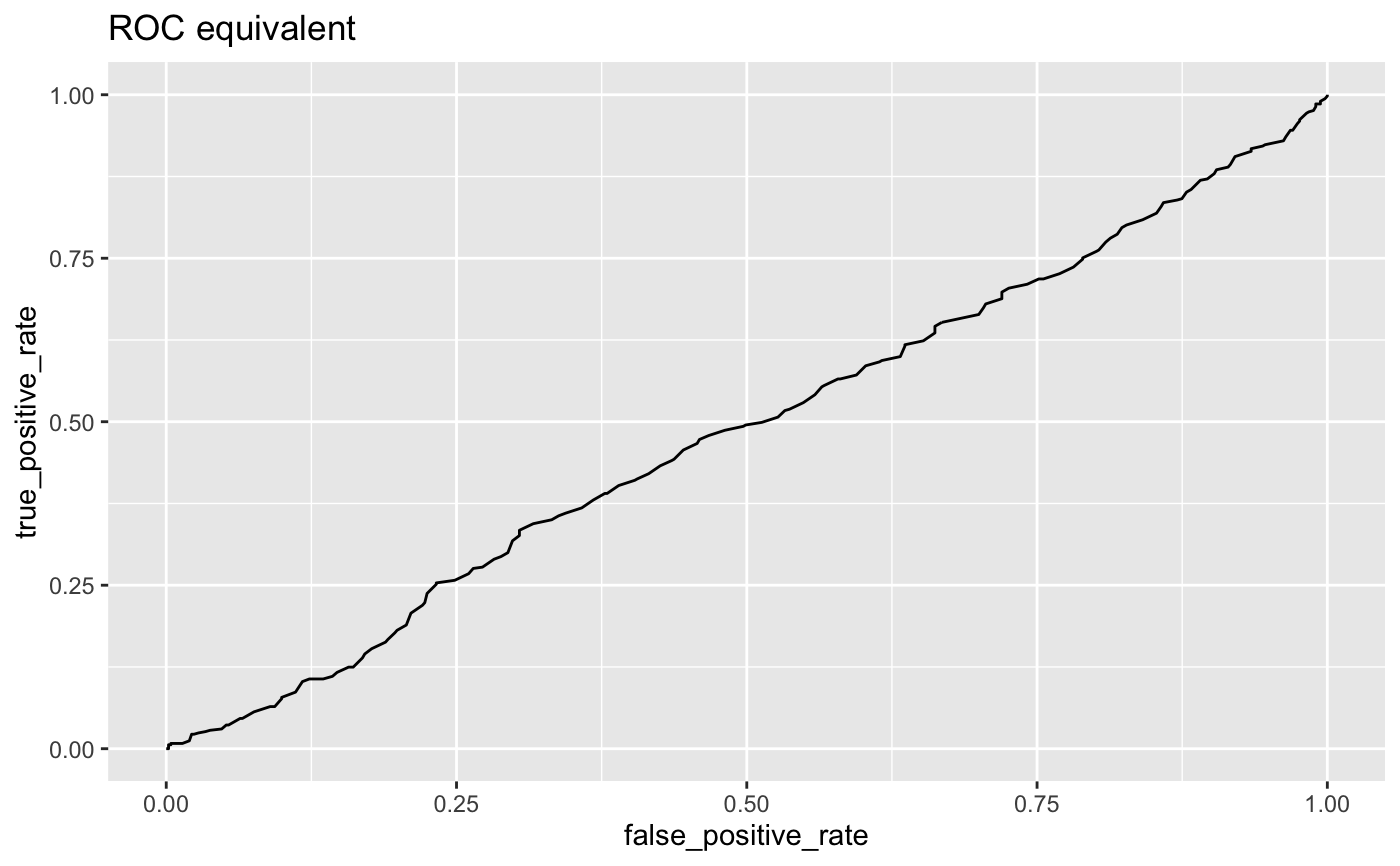 ROC equivalent
true_positive_rate
1.00
0.75
0.50
0.25
0.00
0.00 0.25 0.50 0.75 1.00
false_positive_rate